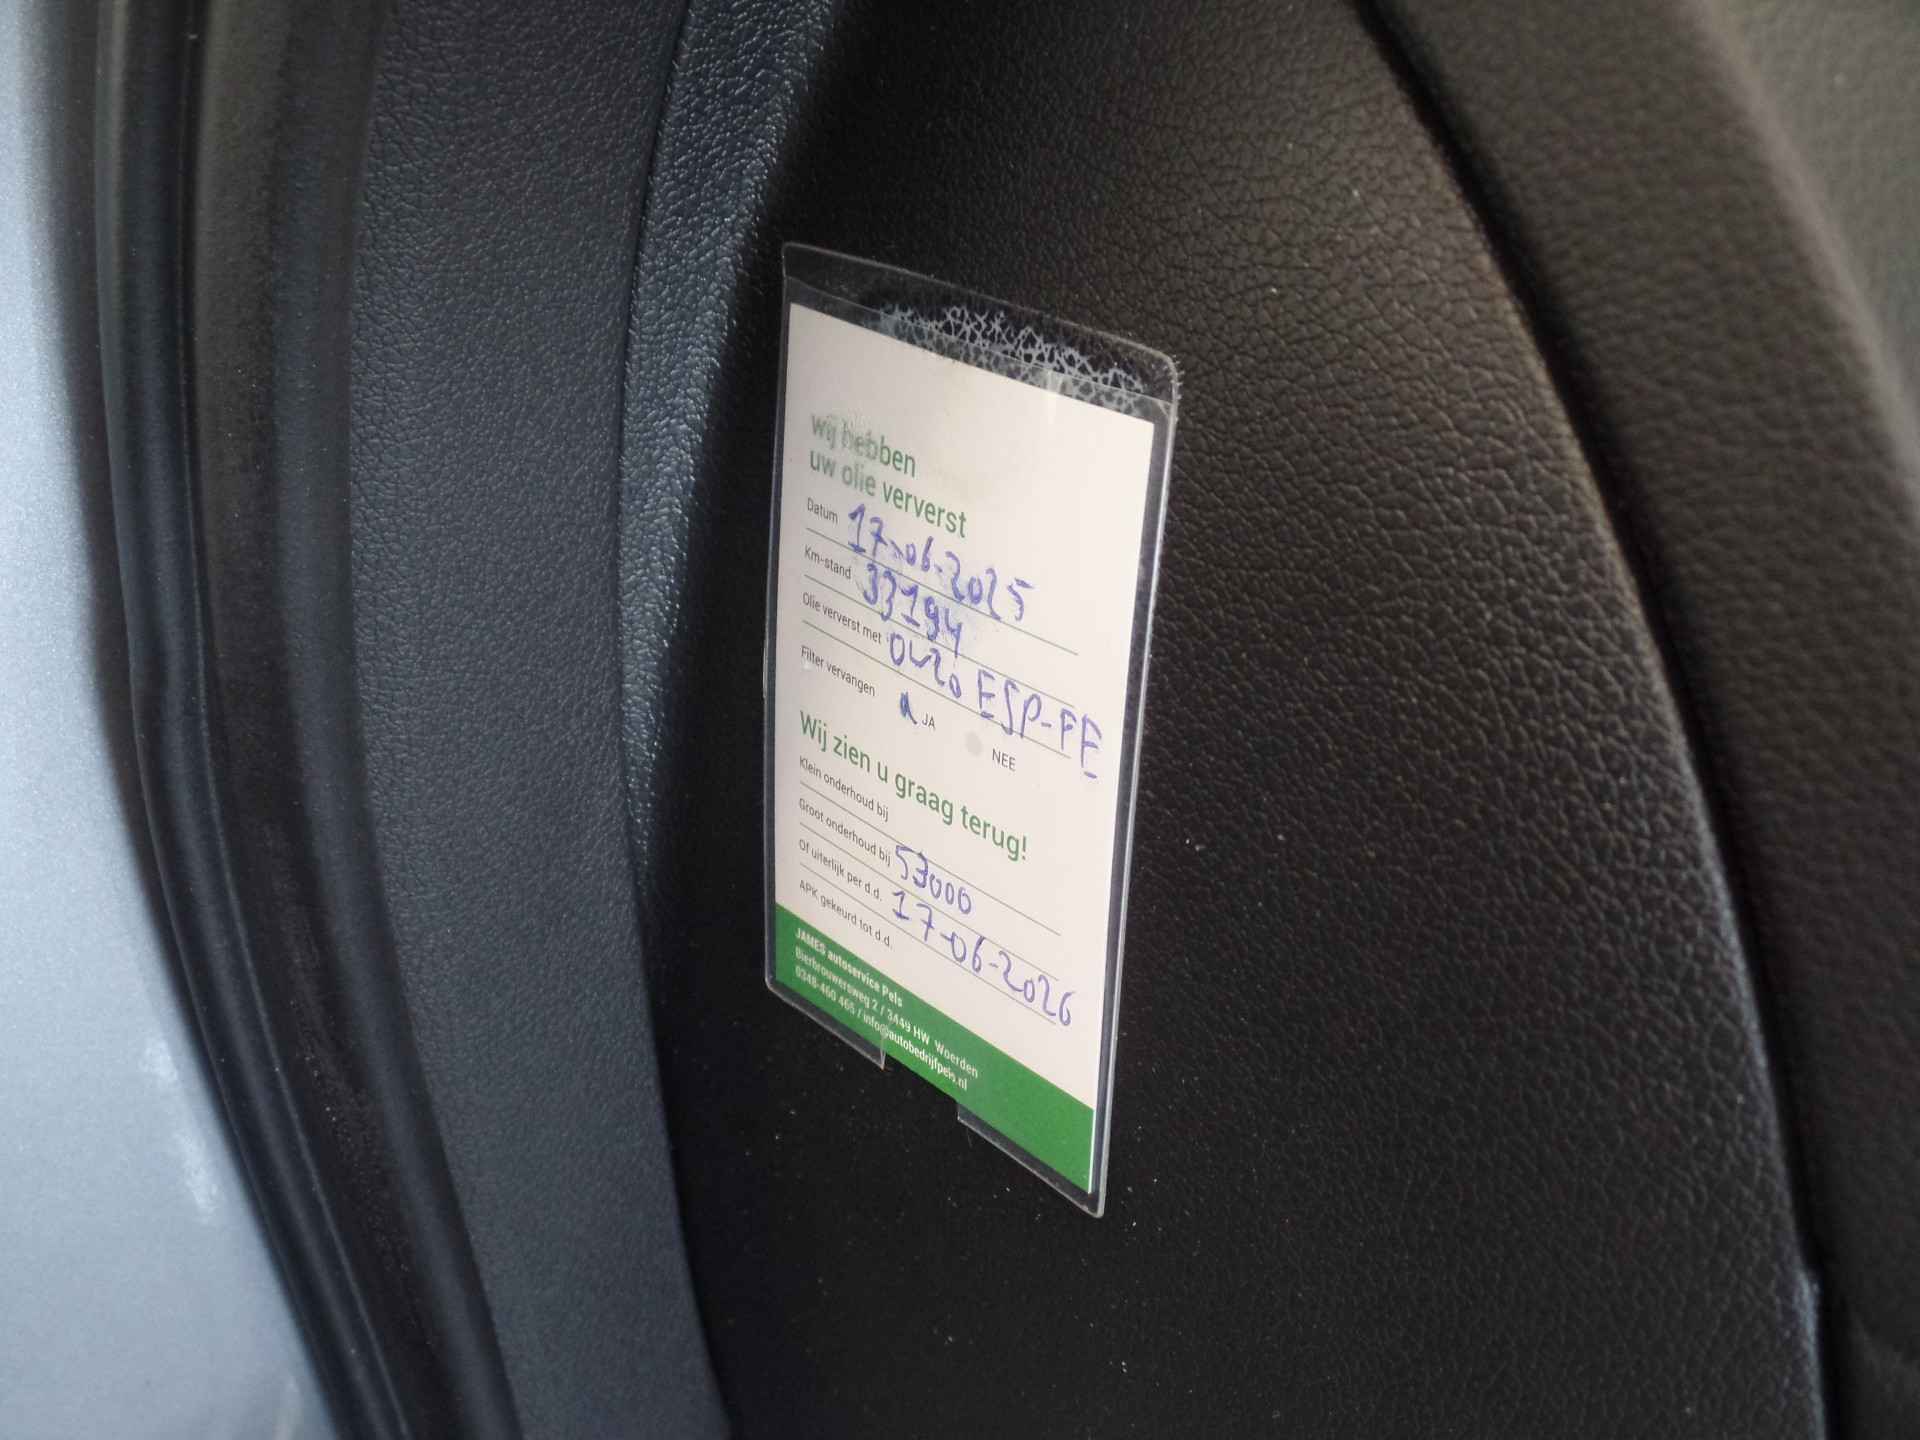 wij hebben
uw olie ververst
Datum 17-06-2025
Km-stand 33194
Olie ververst met 0w20 ESP-FE
Filter vervangen JA NEE
Wij zien u graag terug!
Klein onderhoud bij
Groot onderhoud bij 53000
Of uiterlijk per d.d. 17-06-2026
APK gekeurd tot d.d.
JAMES autoservice Pels
Bierbrouwersweg 2 / 3449 HW Woerden
0348-460 465 / info@autobedrijfpels.nl